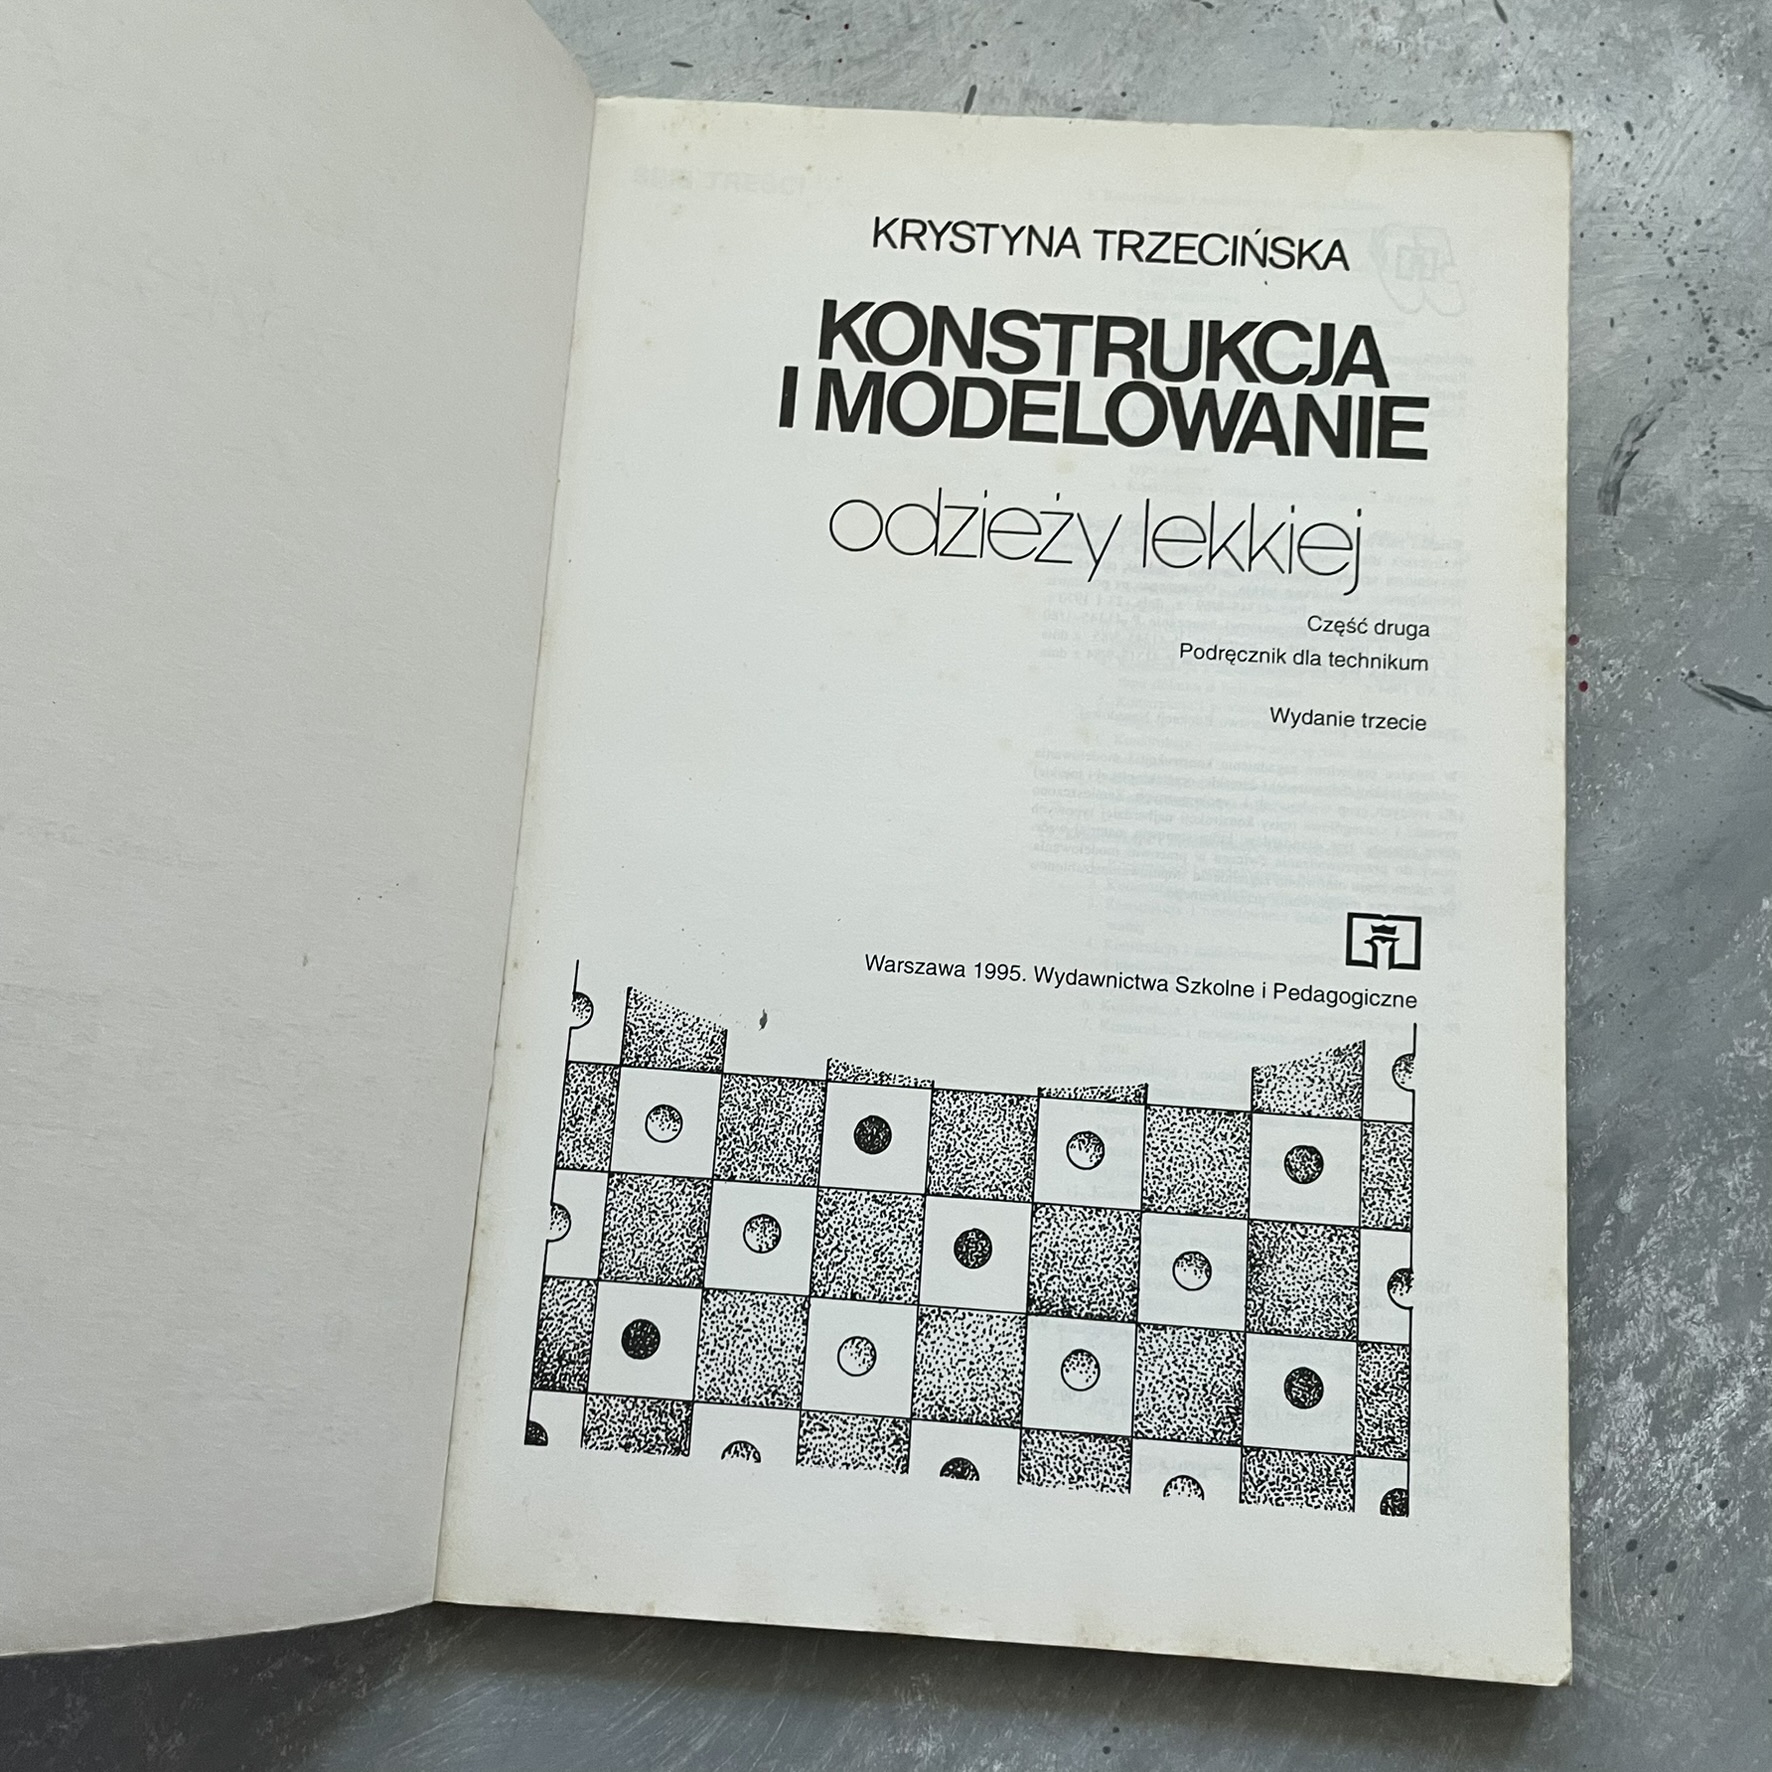 KRYSTYNA TRZECIŃSKA
KONSTRUKCJA
I MODELOWANIE
odzieży lekkiej
Część druga
Podręcznik dla technikum
Wydanie trzecie
Warszawa 1995. Wydawnictwa Szkolne i Pedagogiczne